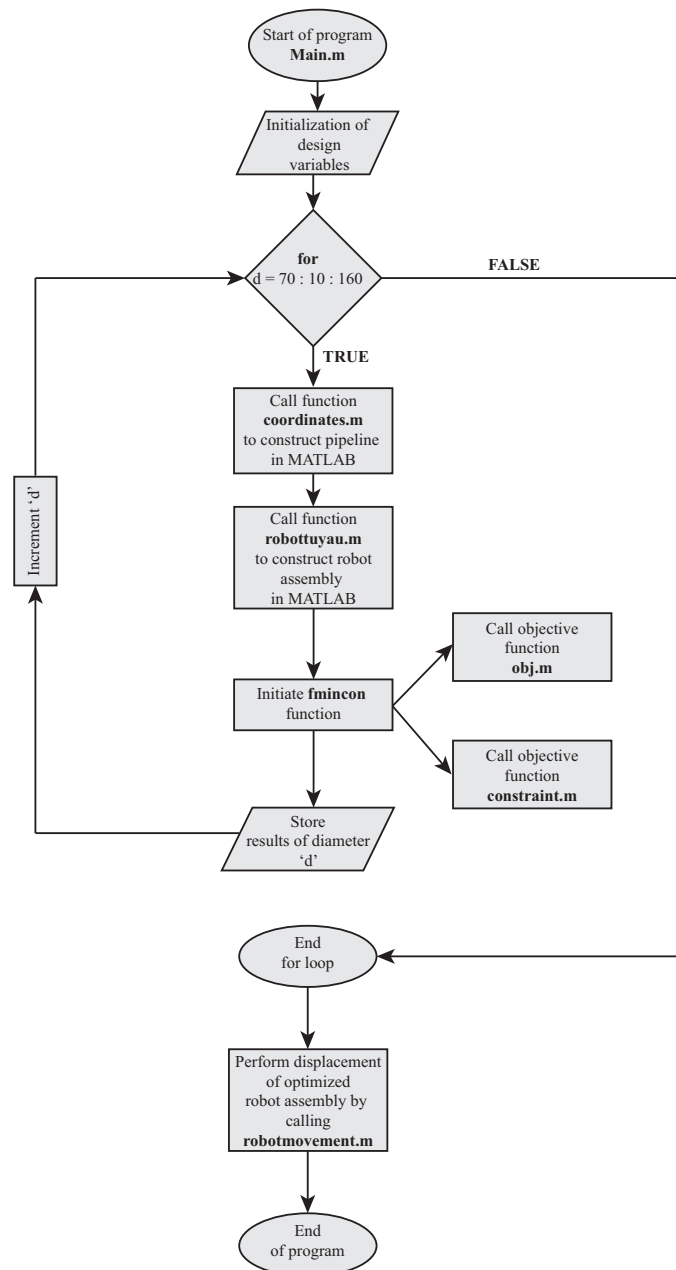 Start of program
Main.m
Initialization of
design
variables
for
d = 70 : 10 : 160
FALSE
TRUE
Call function
coordinates.m
to construct pipeline
in MATLAB
Increment ‘d’
Call function
robottuyau.m
to construct robot
assembly
in MATLAB
Call objective
function
obj.m
Initiate fmincon
function
Call objective
function
constraint.m
Store
results of diameter
‘d’
End
for loop
Perform displacement
of optimized
robot assembly by
calling
robotmovement.m
End
of program